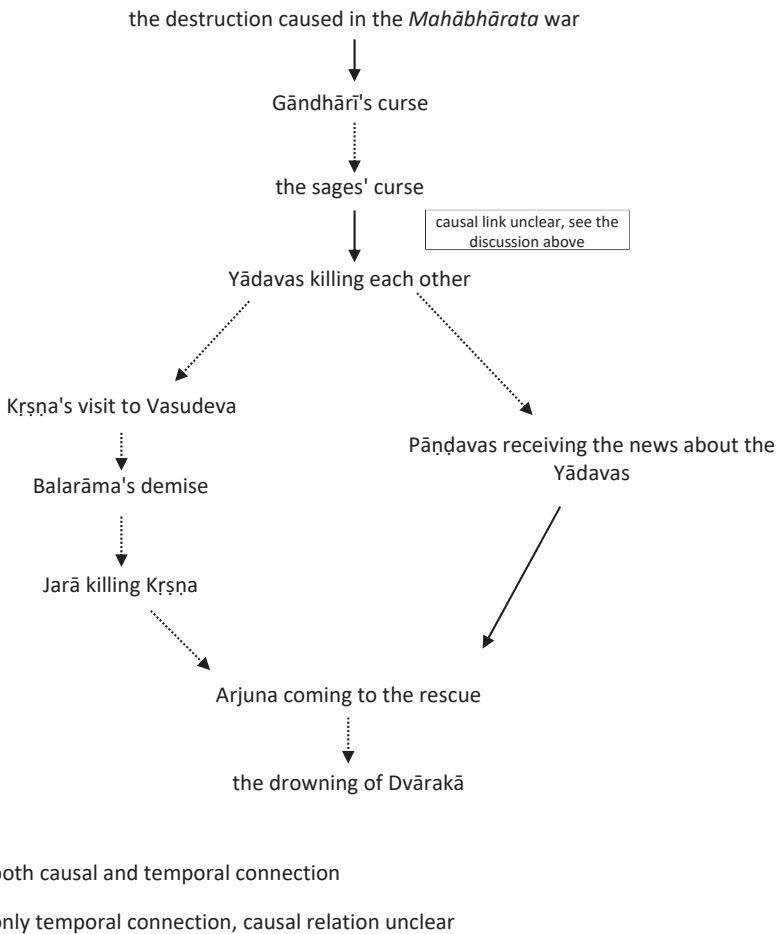 the destruction caused in the Mahābhārata war
Gāndhārī's curse
the sages' curse
causal link unclear, see the
discussion above
Yādavas killing each other
Kṛṣṇa's visit to Vasudeva
Pāṇḍavas receiving the news about the
Yādavas
Balarāma's demise
Jarā killing Kṛṣṇa
Arjuna coming to the rescue
the drowning of Dvārakā
both causal and temporal connection
only temporal connection, causal relation unclear